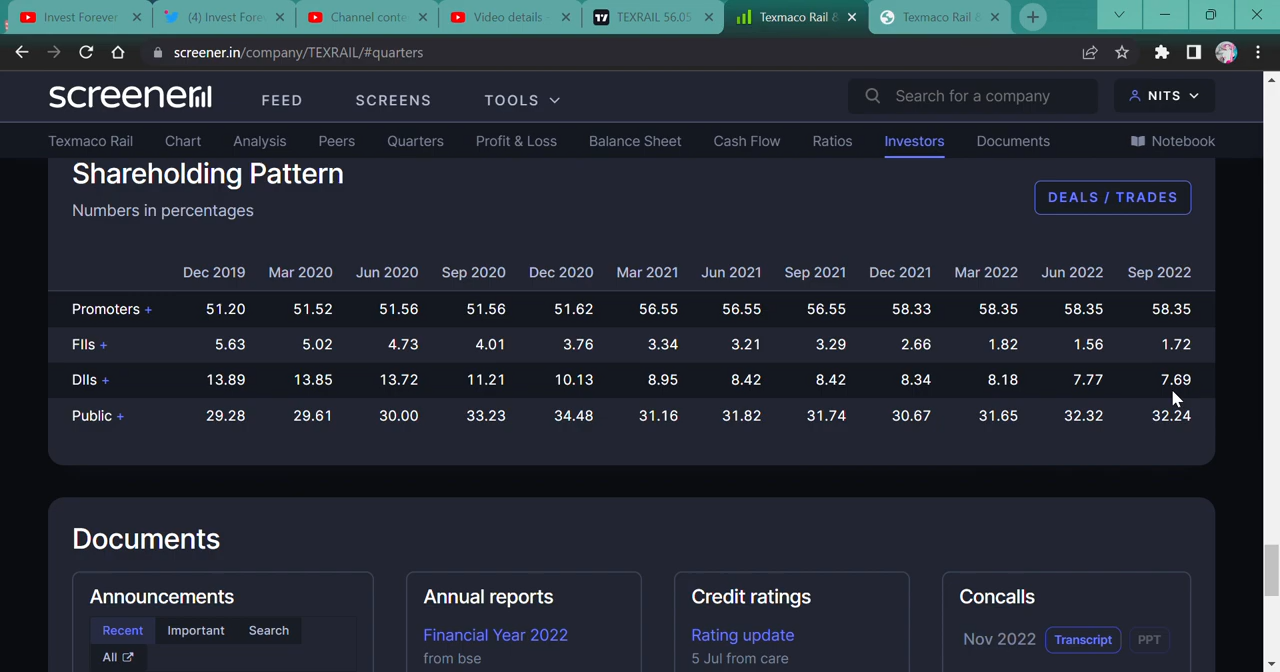 Invest Forever
(4) Invest Fore
Channel conte
Video details
TEXRAIL 56.05
Texmaco Rail &
Texmaco Rail &
screener.in/company/TEXRAIL/#quarters
screener
FEED
SCREENS
TOOLS
Search for a company
NITS
Texmaco Rail
Chart
Analysis
Peers
Quarters
Profit & Loss
Balance Sheet
Cash Flow
Ratios
Investors
Documents
Notebook
Shareholding Pattern
Numbers in percentages
DEALS / TRADES
Dec 2019 Mar 2020 Jun 2020 Sep 2020 Dec 2020 Mar 2021 Jun 2021 Sep 2021 Dec 2021 Mar 2022 Jun 2022 Sep 2022
Promoters + 51.20 51.52 51.56 51.56 51.62 56.55 56.55 56.55 58.33 58.35 58.35 58.35
FIIs + 5.63 5.02 4.73 4.01 3.76 3.34 3.21 3.29 2.66 1.82 1.56 1.72
DIIs + 13.89 13.85 13.72 11.21 10.13 8.95 8.42 8.42 8.34 8.18 7.77 7.69
Public + 29.28 29.61 30.00 33.23 34.48 31.16 31.82 31.74 30.67 31.65 32.32 32.24
Documents
Announcements
Recent
Important
Search
All
Annual reports
Financial Year 2022
from bse
Credit ratings
Rating update
5 Jul from care
Concalls
Nov 2022
Transcript
PPT